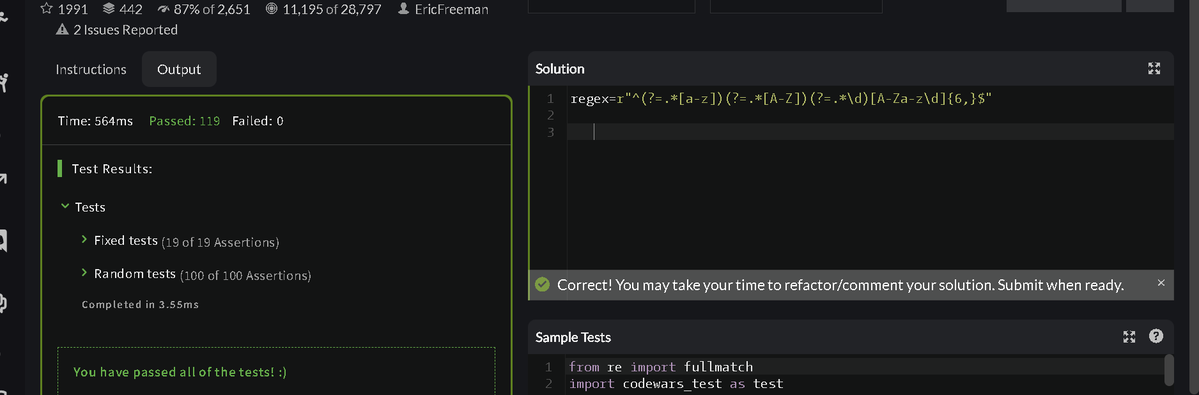 1991 442 87% of 2,651 11,195 of 28,797 EricFreeman
2 Issues Reported
Instructions Output
Time: 564ms Passed: 119 Failed: 0
Test Results:
Tests
Fixed tests (19 of 19 Assertions)
Random tests (100 of 100 Assertions)
Completed in 3.55ms
You have passed all of the tests! :)
Solution
1 regex=r"^(?=.*[a-z])(?=.*[A-Z])(?=.*\d)[A-Za-z\d]{6,}$"
2
3
Correct! You may take your time to refactor/comment your solution. Submit when ready. ×
Sample Tests ?
1 from re import fullmatch
2 import codewars_test as test